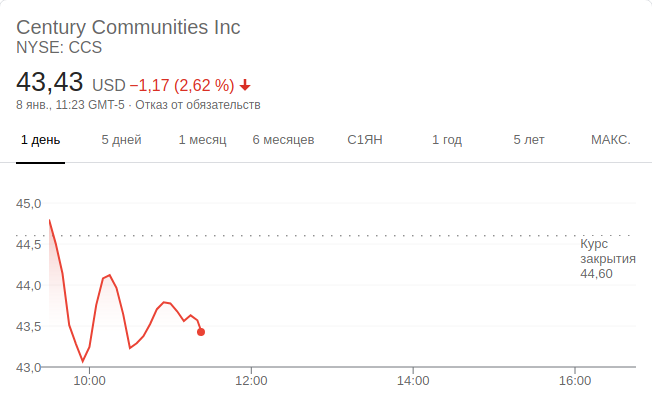 Century Communities Inc
NYSE: CCS
43,43 USD −1,17 (2,62 %)
8 янв., 11:23 GMT-5 · Отказ от обязательств
1 день 5 дней 1 месяц 6 месяцев С1ЯН 1 год 5 лет МАКС.
45,0
44,5
44,0
43,5
43,0
Курс
закрытия
44,60
10:00 12:00 14:00 16:00